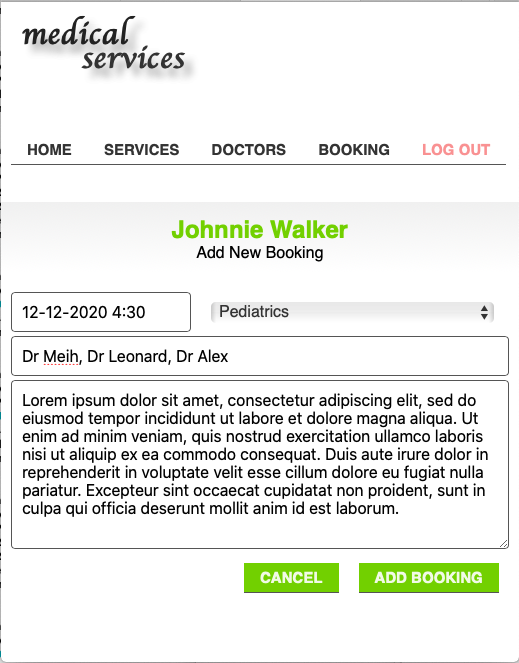 medical
services
HOME SERVICES DOCTORS BOOKING LOG OUT
Johnnie Walker
Add New Booking
12-12-2020 4:30 Pediatrics
Dr Meih, Dr Leonard, Dr Alex
Lorem ipsum dolor sit amet, consectetur adipiscing elit, sed do
eiusmod tempor incididunt ut labore et dolore magna aliqua. Ut
enim ad minim veniam, quis nostrud exercitation ullamco laboris
nisi ut aliquip ex ea commodo consequat. Duis aute irure dolor in
reprehenderit in voluptate velit esse cillum dolore eu fugiat nulla
pariatur. Excepteur sint occaecat cupidatat non proident, sunt in
culpa qui officia deserunt mollit anim id est laborum.
CANCEL ADD BOOKING